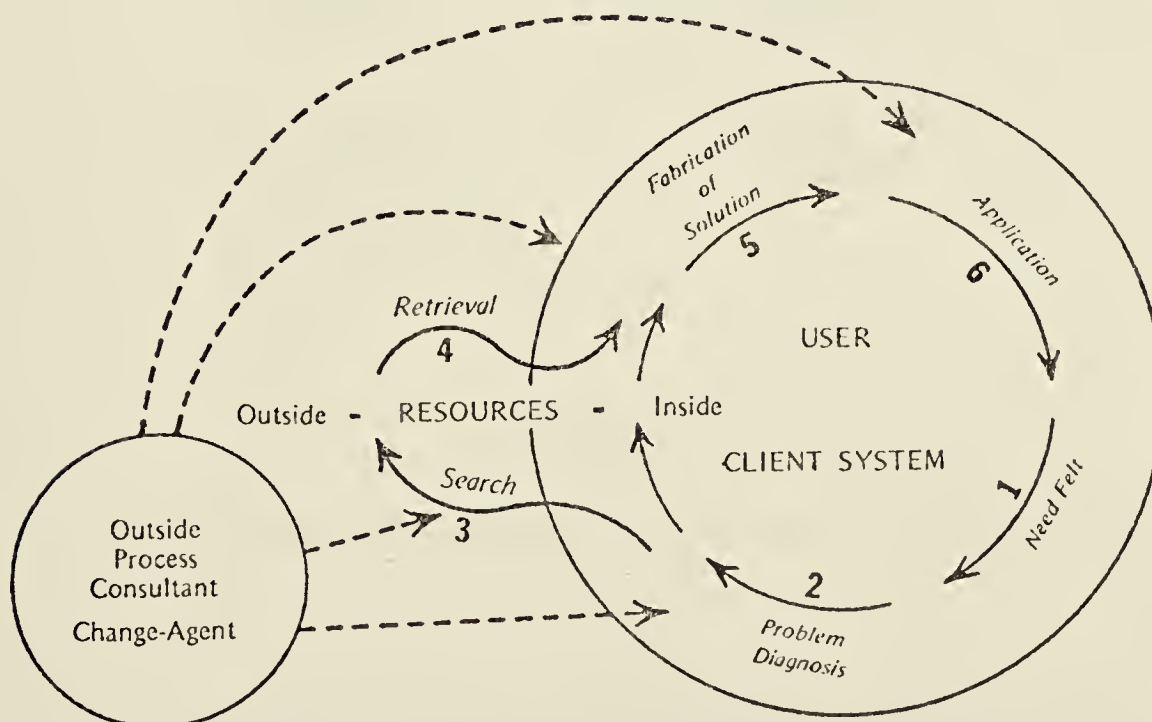 Fabrication
of
Solution
5
Application
6
Retrieval
4
USER
Outside - RESOURCES - Inside
CLIENT SYSTEM
Search
3
1
Need Felt
2
Problem
Diagnosis
Outside
Process
Consultant
Change-Agent